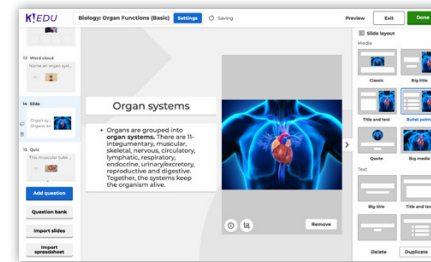 K!EDU
Biology: Organ Functions (Basic)
Settings
Saving
Preview
Exit
Done
13 Word cloud
Name an organ syst...
14 Slide
15 Quiz
Add question
Question bank
Import slides
Import
spreadsheet
Organ systems
• Organs are grouped into
organ systems. There are 11-
integumentary, muscular,
skeletal, nervous, circulatory,
lymphatic, respiratory,
endocrine, urinary/excretory,
reproductive and digestive.
Together, the systems keep
the organism alive.
Remove
Slide layout
Media
Classic
Big title
Title and text
Bullet points
Quote
Big media
Text
Big title
Title and text
Delete
Duplicate